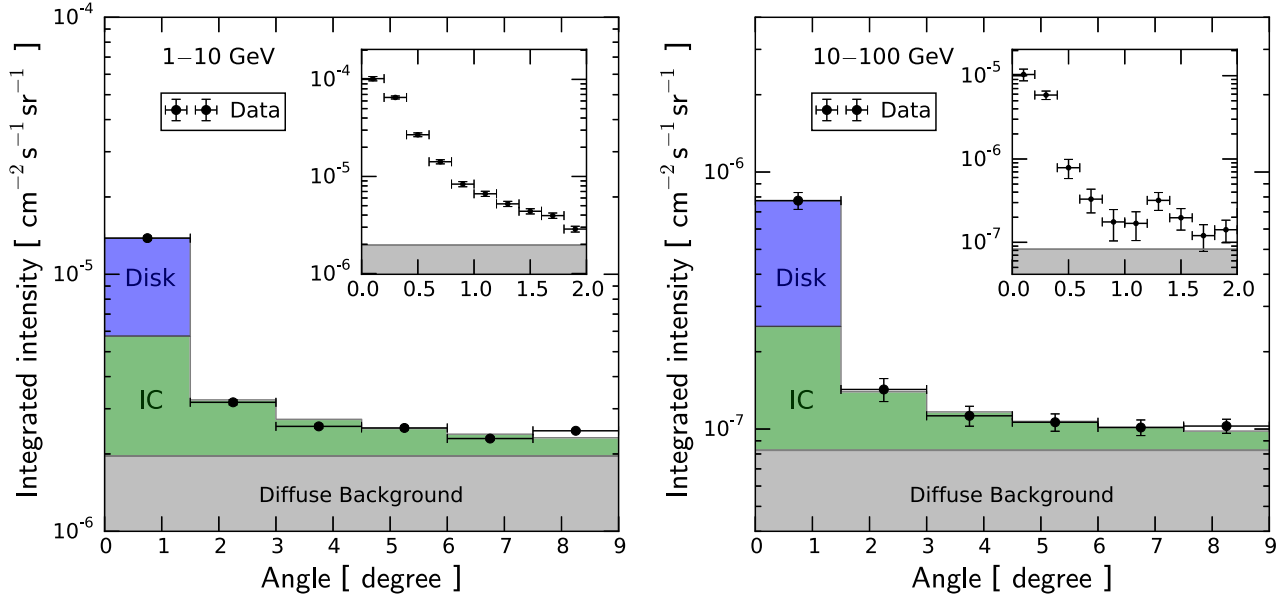 Integrated intensity [ cm⁻² s⁻¹ sr⁻¹ ]
10⁻⁴
10⁻⁵
10⁻⁶
1−10 GeV
Data
10⁻⁴
10⁻⁵
10⁻⁶
0.0 0.5 1.0 1.5 2.0
Disk
IC
Diffuse Background
0 1 2 3 4 5 6 7 8 9
Angle [ degree ]
Integrated intensity [ cm⁻² s⁻¹ sr⁻¹ ]
10⁻⁶
10⁻⁷
10−100 GeV
Data
10⁻⁵
10⁻⁶
10⁻⁷
0.0 0.5 1.0 1.5 2.0
Disk
IC
Diffuse Background
0 1 2 3 4 5 6 7 8 9
Angle [ degree ]